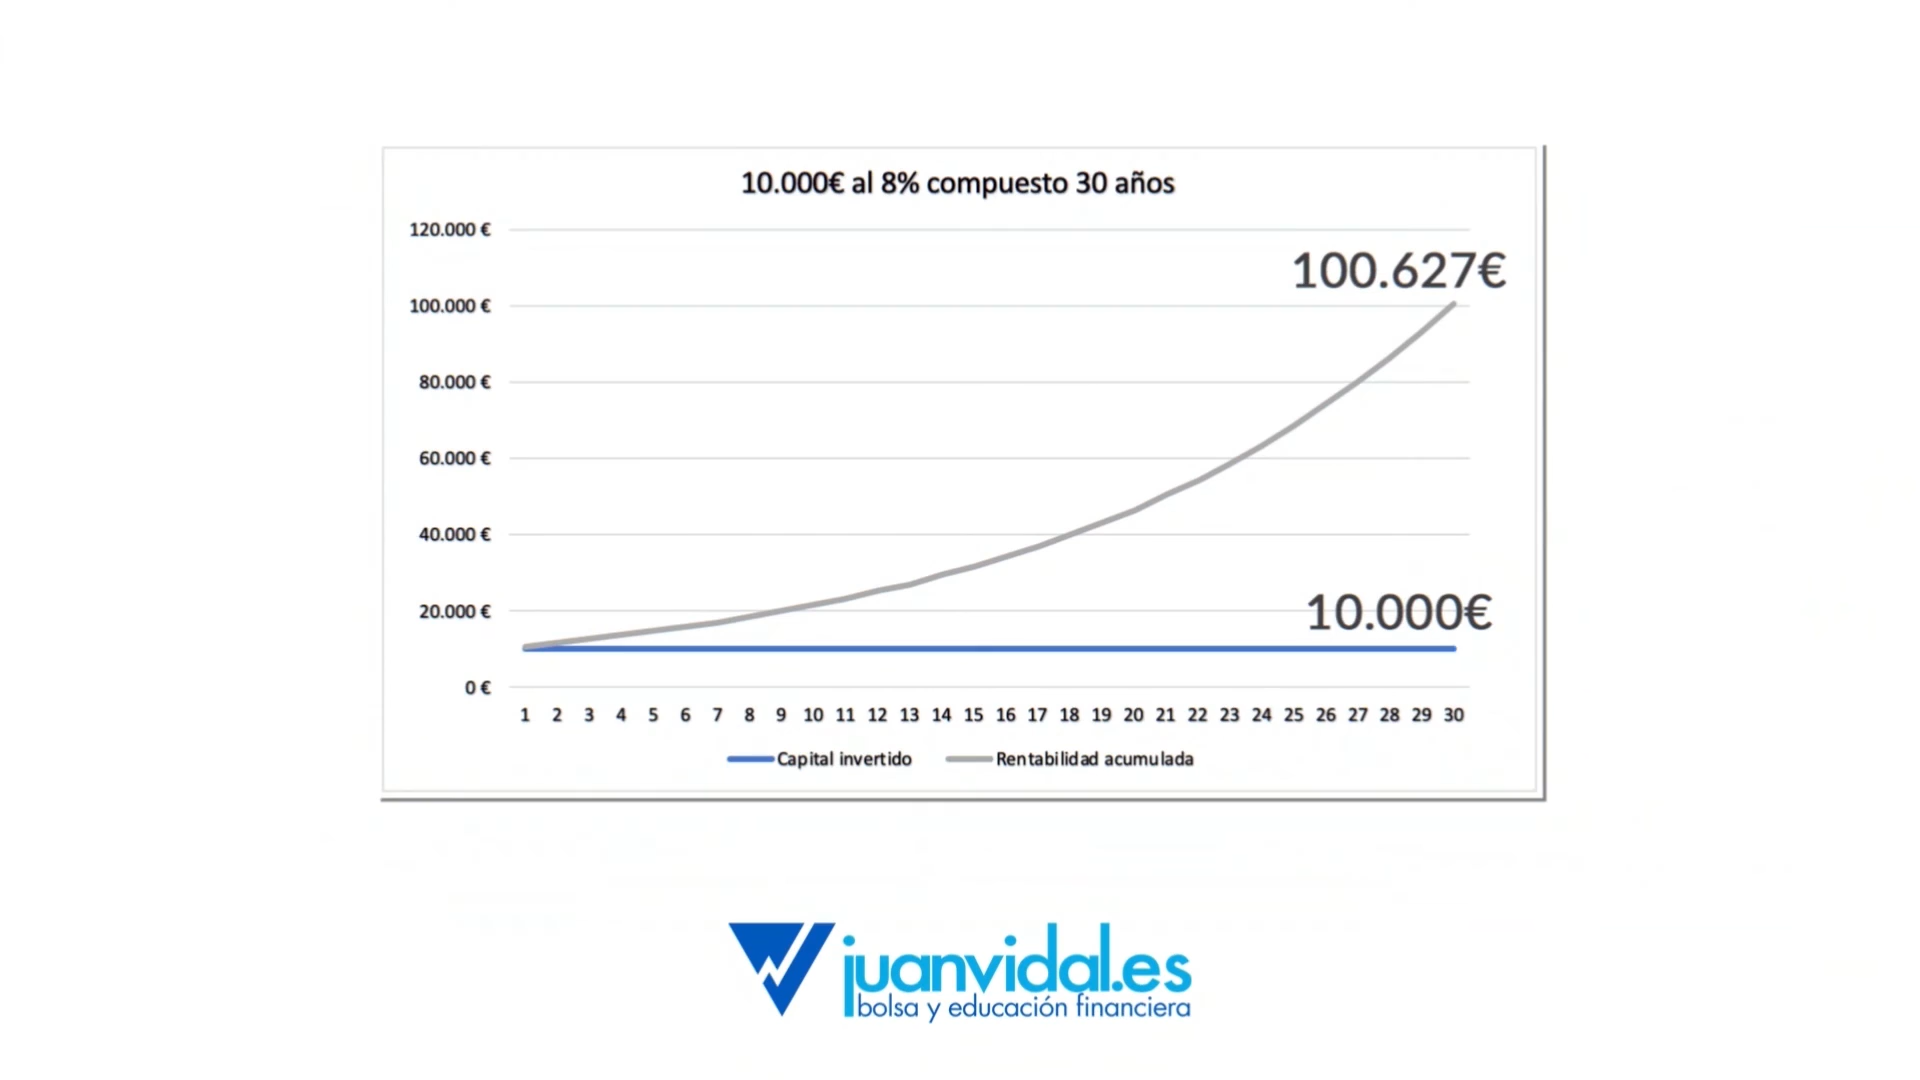 10.000€ al 8% compuesto 30 años
120.000 €
100.627€
100.000 €
80.000 €
60.000 €
40.000 €
20.000 €
10.000€
0 €
1 2 3 4 5 6 7 8 9 10 11 12 13 14 15 16 17 18 19 20 21 22 23 24 25 26 27 28 29 30
Capital invertido Rentabilidad acumulada
juanvidal.es
bolsa y educación financiera